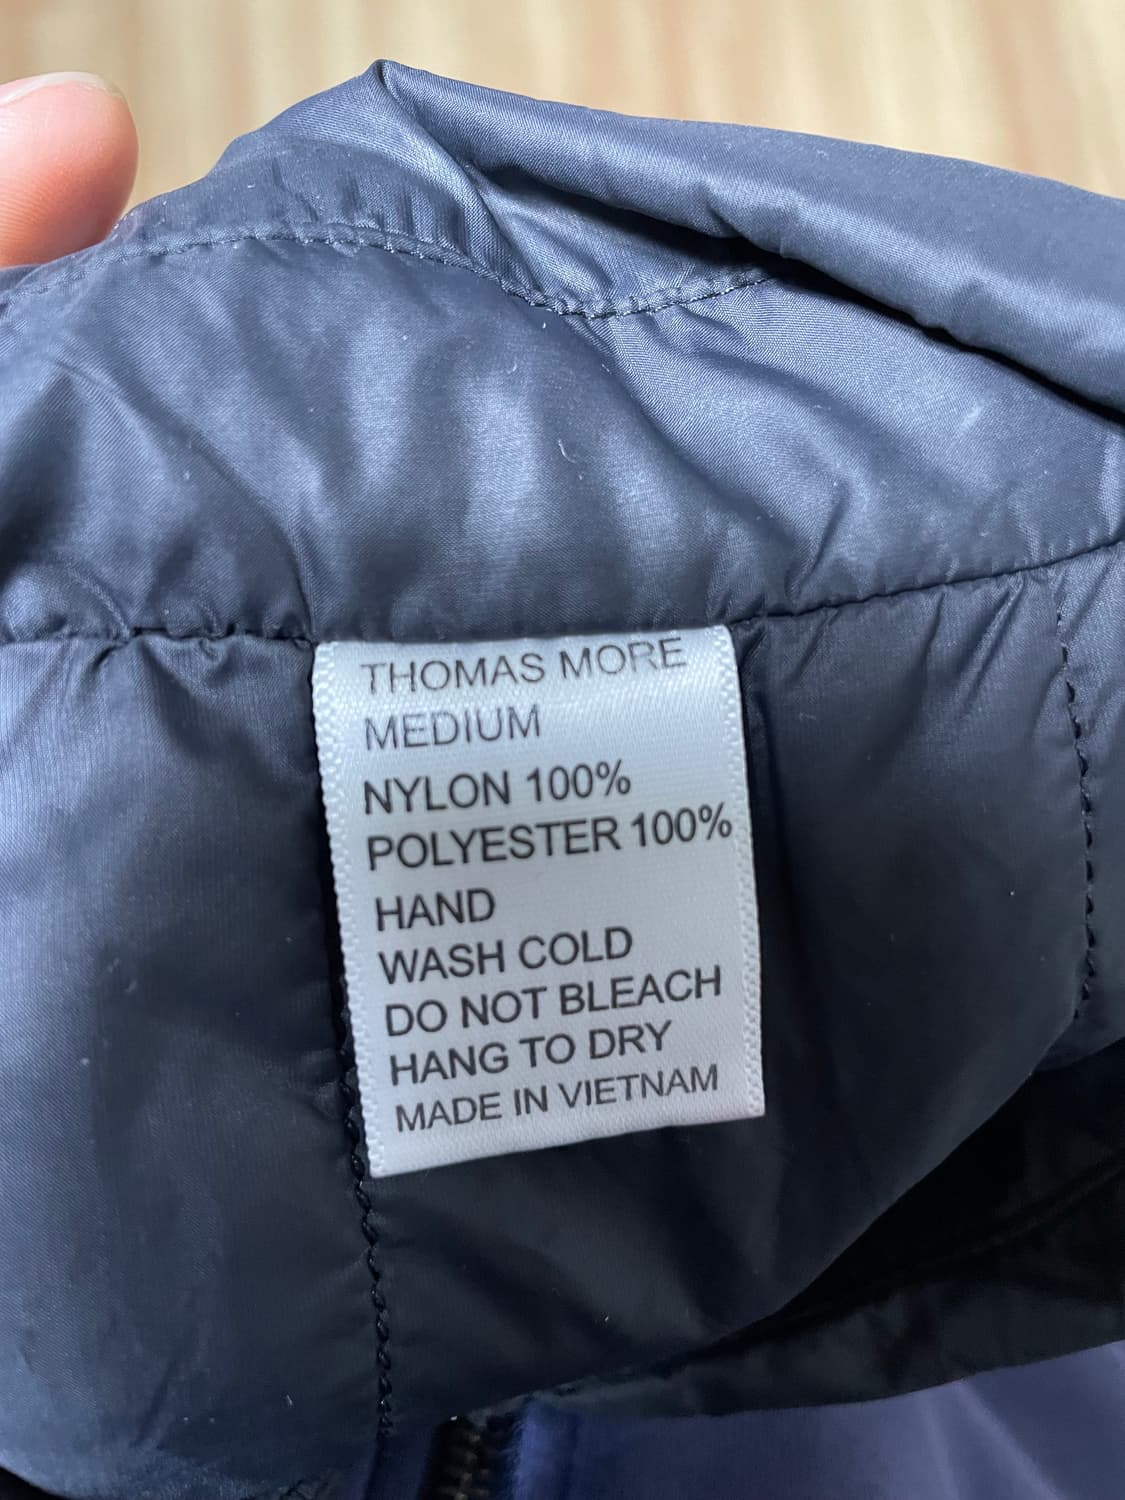 THOMAS MORE
MEDIUM
NYLON 100%
POLYESTER 100%
HAND
WASH COLD
DO NOT BLEACH
HANG TO DRY
MADE IN VIETNAM